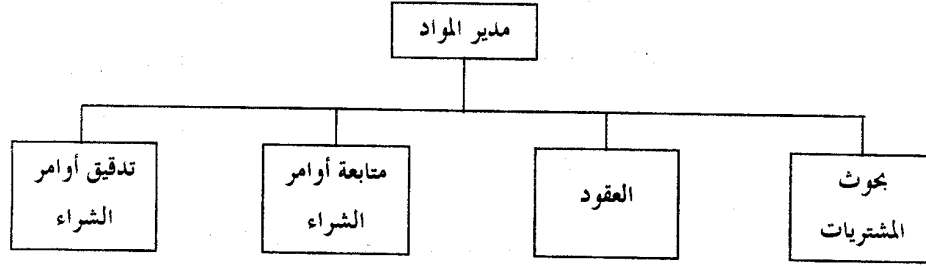 مدير المواد
بحوث
المشتريات
العقود
متابعة أوامر
الشراء
تدقيق أوامر
الشراء